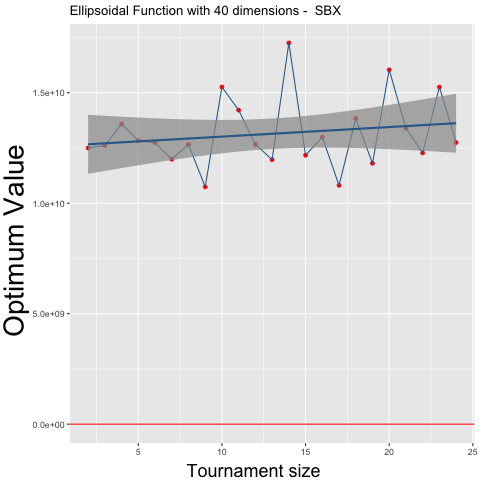 Ellipsoidal Function with 40 dimensions -  SBX
Optimum Value
1.5e+10
1.0e+10
5.0e+09
0.0e+00
5
10
15
20
25
Tournament size